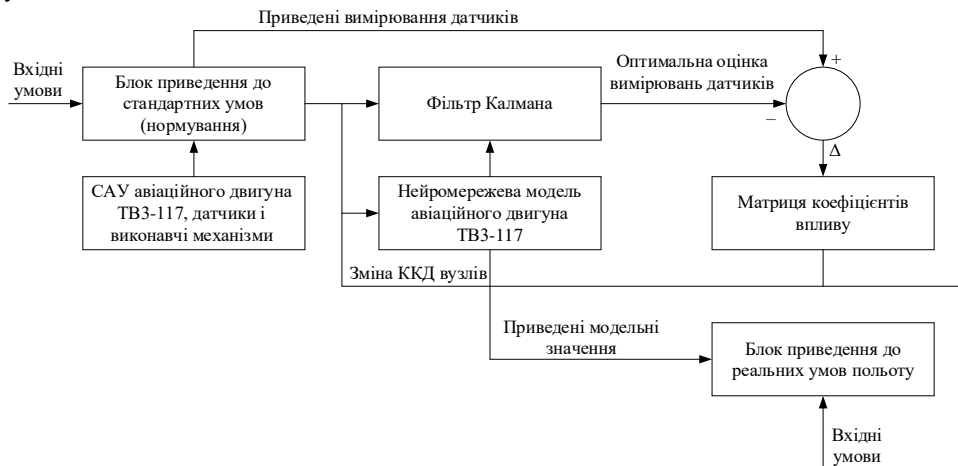 Приведені вимірювання датчиків
Вхідні
умови
Блок приведення до
стандартних умов
(нормування)
Фільтр Калмана
Оптимальна оцінка
вимірювань датчиків
+
−
Δ
САУ авіаційного двигуна
ТВ3-117, датчики і
виконавчі механізми
Нейромережева модель
авіаційного двигуна
ТВ3-117
Матриця коефіцієнтів
впливу
Зміна ККД вузлів
Приведені модельні
значення
Блок приведення до
реальних умов польоту
Вхідні
умови